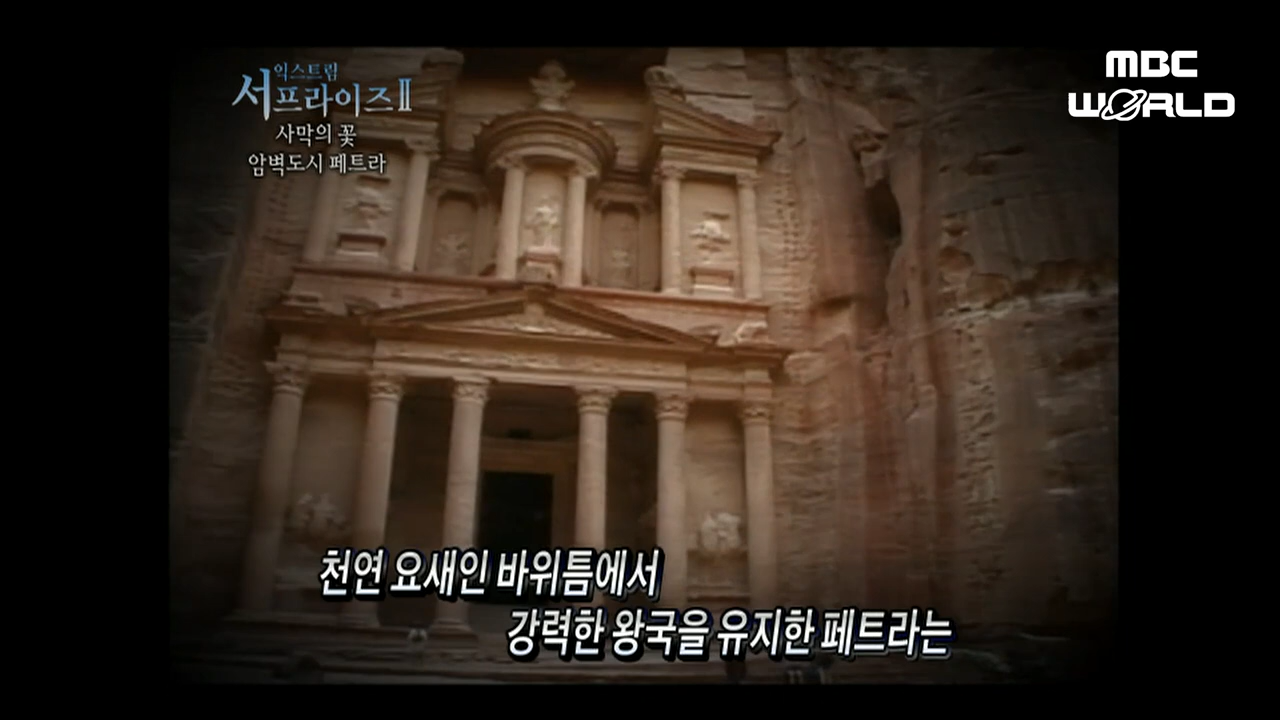 익스트림
서프라이즈 II
사막의 꽃
암벽도시 페트라
MBC
WORLD
천연 요새인 바위틈에서
강력한 왕국을 유지한 페트라는